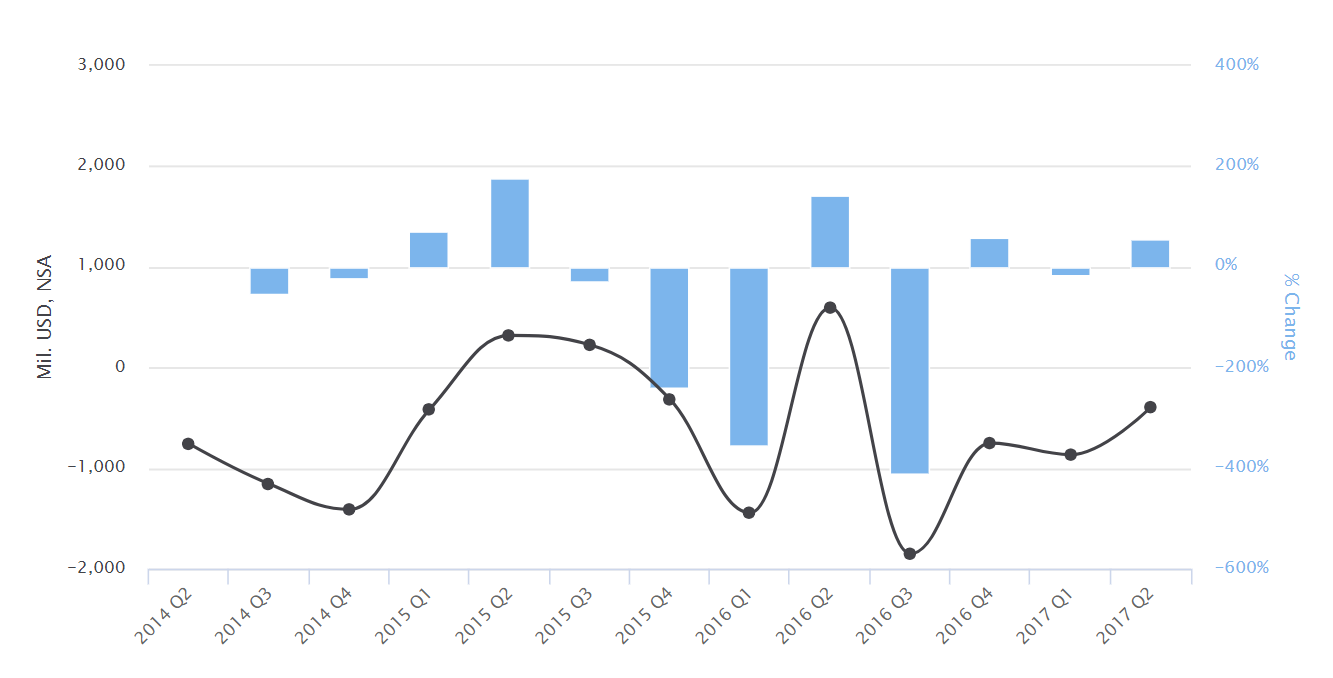 3,000
2,000
1,000
0
-1,000
-2,000
Mil. USD, NSA
400%
200%
0%
-200%
-400%
-600%
% Change
2014 Q2
2014 Q3
2014 Q4
2015 Q1
2015 Q2
2015 Q3
2015 Q4
2016 Q1
2016 Q2
2016 Q3
2016 Q4
2017 Q1
2017 Q2